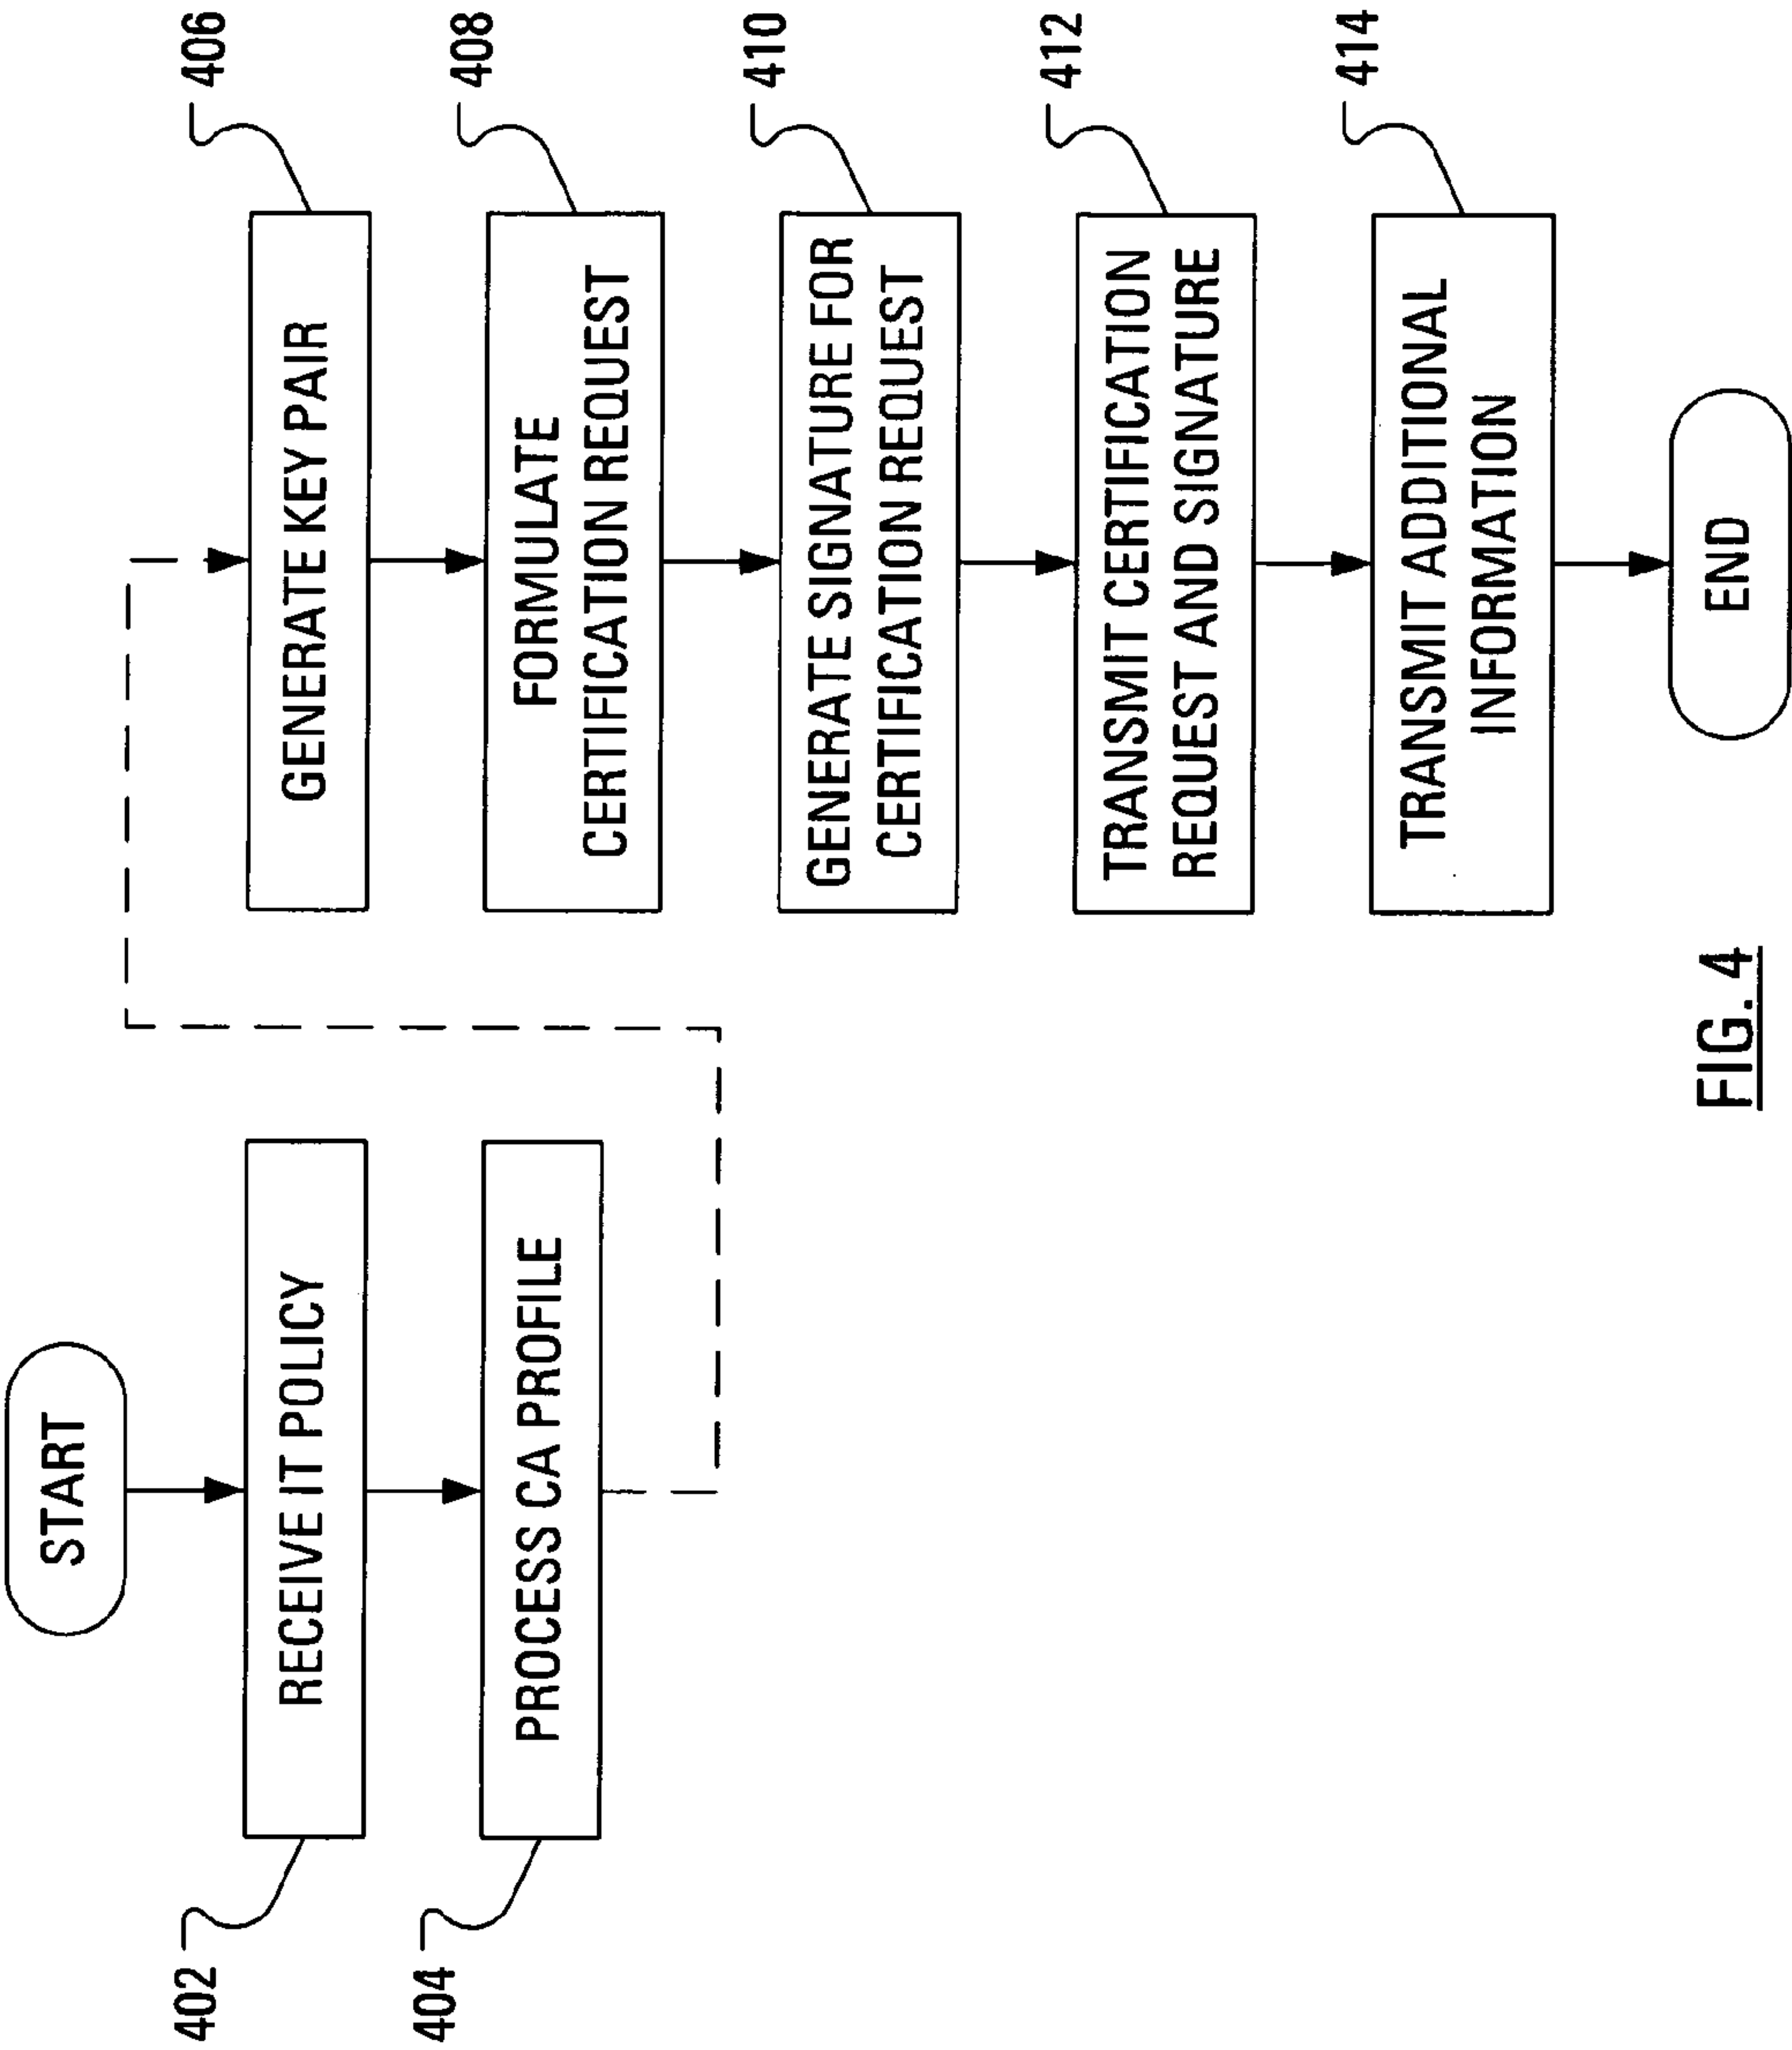 START
RECEIVE IT POLICY
402
PROCESS CA PROFILE
404
GENERATE KEY PAIR
406
FORMULATE
CERTIFICATION REQUEST
408
GENERATE SIGNATURE FOR
CERTIFICATION REQUEST
410
TRANSMIT CERTIFICATION
REQUEST AND SIGNATURE
412
TRANSMIT ADDITIONAL
INFORMATION
414
END
FIG. 4